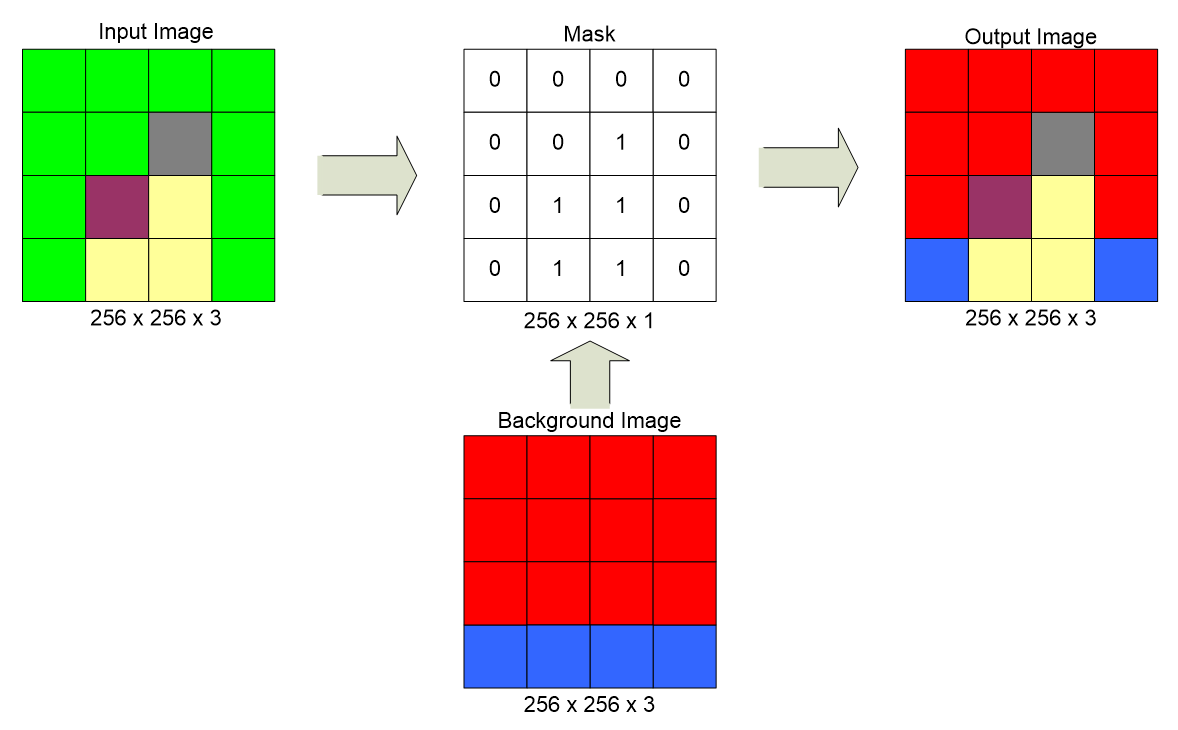 Input Image
Mask
Output Image
0 0 0 0
0 0 1 0
0 1 1 0
0 1 1 0
256 x 256 x 3
256 x 256 x 1
256 x 256 x 3
Background Image
256 x 256 x 3